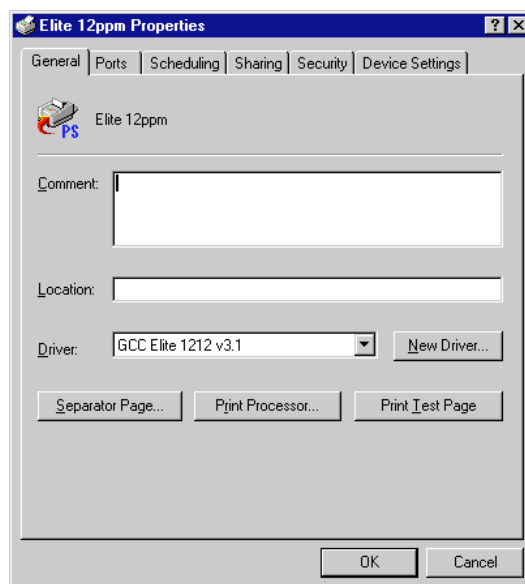 Elite 12ppm Properties
General Ports Scheduling Sharing Security Device Settings
PS
Elite 12ppm
Comment:
Location:
Driver: GCC Elite 1212 v3.1 New Driver...
Separator Page... Print Processor... Print Test Page
OK Cancel